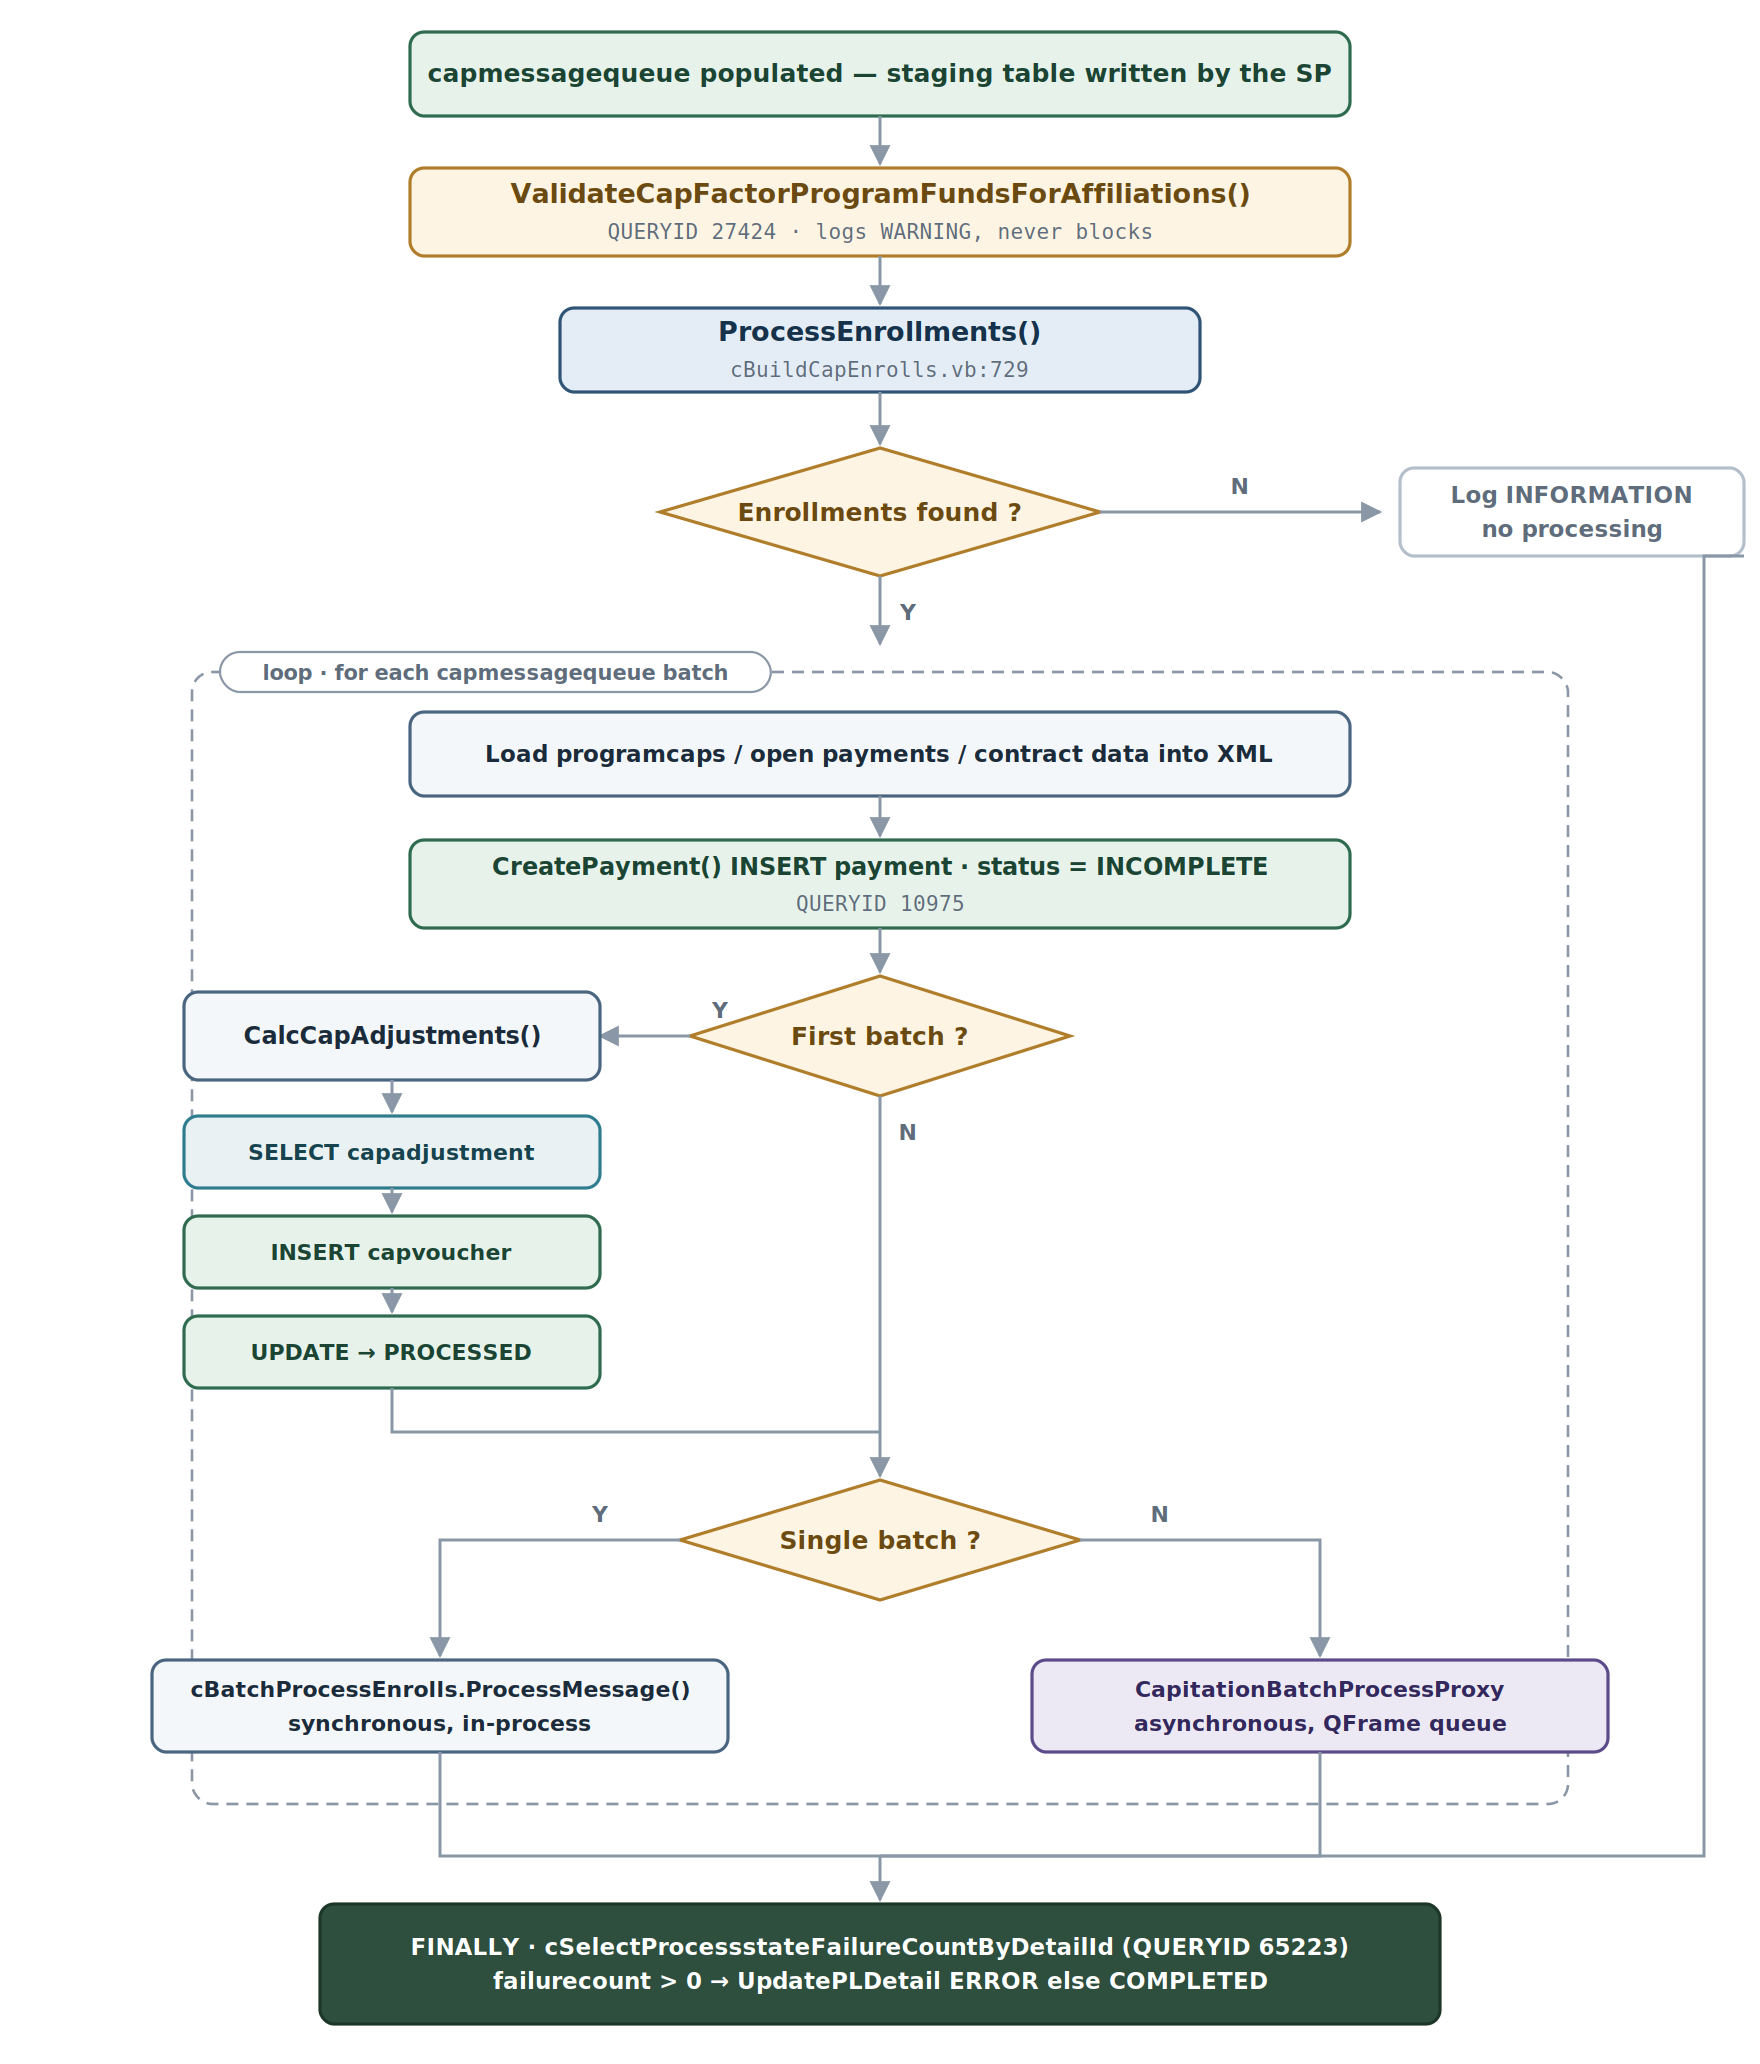 capmessagequeue populated — staging table written by the SP
ValidateCapFactorProgramFundsForAffiliations()
QUERYID 27424 · logs WARNING, never blocks
ProcessEnrollments()
cBuildCapEnrolls.vb:729
Enrollments found ?
N
Log INFORMATION
no processing
Y
loop · for each capmessagequeue batch
Load programcaps / open payments / contract data into XML
CreatePayment() INSERT payment · status = INCOMPLETE
QUERYID 10975
First batch ?
Y
CalcCapAdjustments()
N
SELECT capadjustment
INSERT capvoucher
UPDATE → PROCESSED
Single batch ?
Y
N
cBatchProcessEnrolls.ProcessMessage()
synchronous, in-process
CapitationBatchProcessProxy
asynchronous, QFrame queue
FINALLY · cSelectProcessstateFailureCountByDetailId (QUERYID 65223)
failurecount > 0 → UpdatePLDetail ERROR else COMPLETED